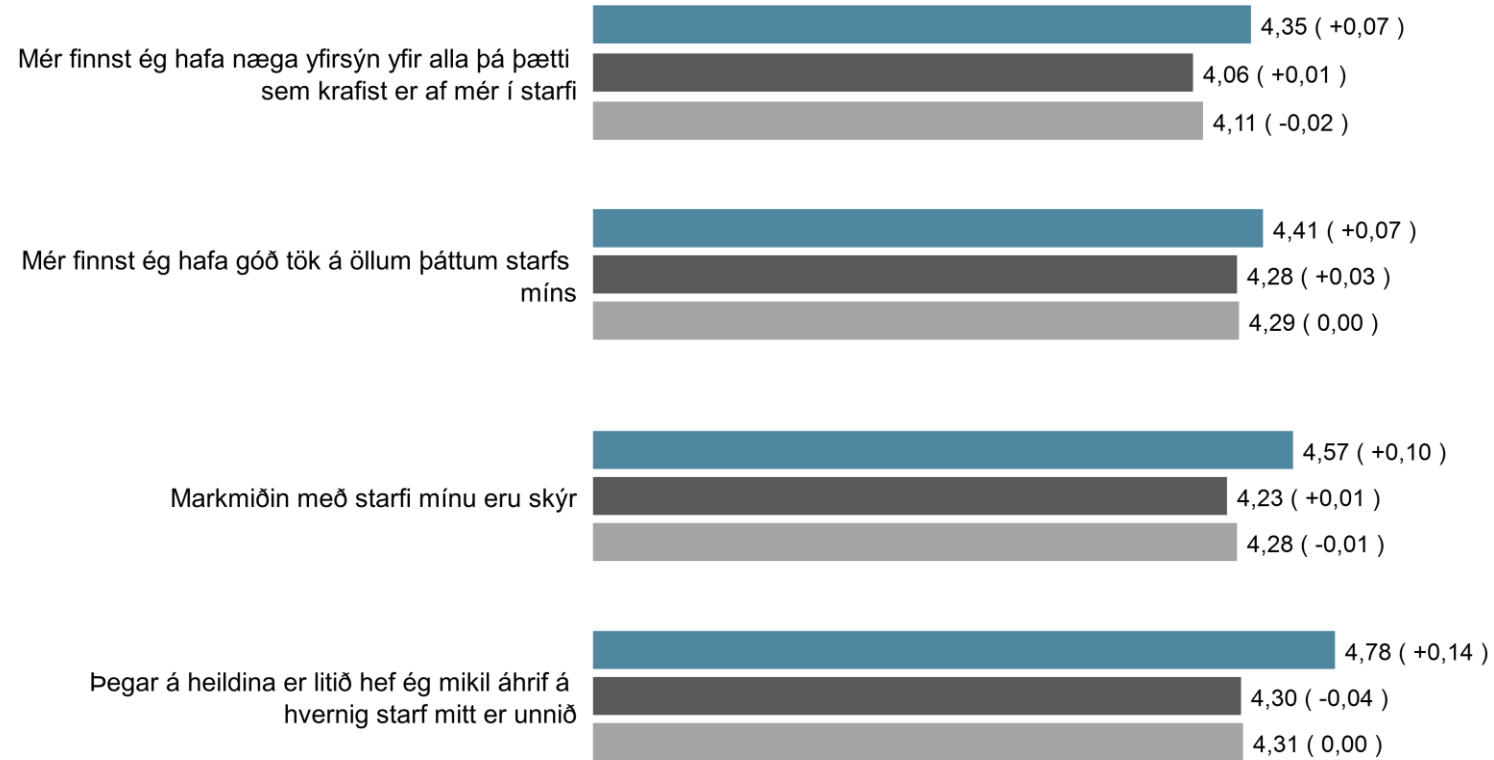 4,35 ( +0,07 )
Mér finnst ég hafa næga yfirsýn yfir alla þá þætti
4,06 ( +0,01 )
sem krafist er af mér í starfi
4,11 ( -0,02 )
4,41 ( +0,07 )
Mér finnst ég hafa góð tök á öllum þáttum starfs
4,28 ( +0,03 )
míns
4,29 ( 0,00 )
4,57 ( +0,10 )
Markmiðin með starfi mínu eru skýr
4,23 ( +0,01 )
4,28 ( -0,01 )
4,78 ( +0,14 )
Þegar á heildina er litið hef ég mikil áhrif á
4,30 ( -0,04 )
hvernig starf mitt er unnið
4,31 ( 0,00 )